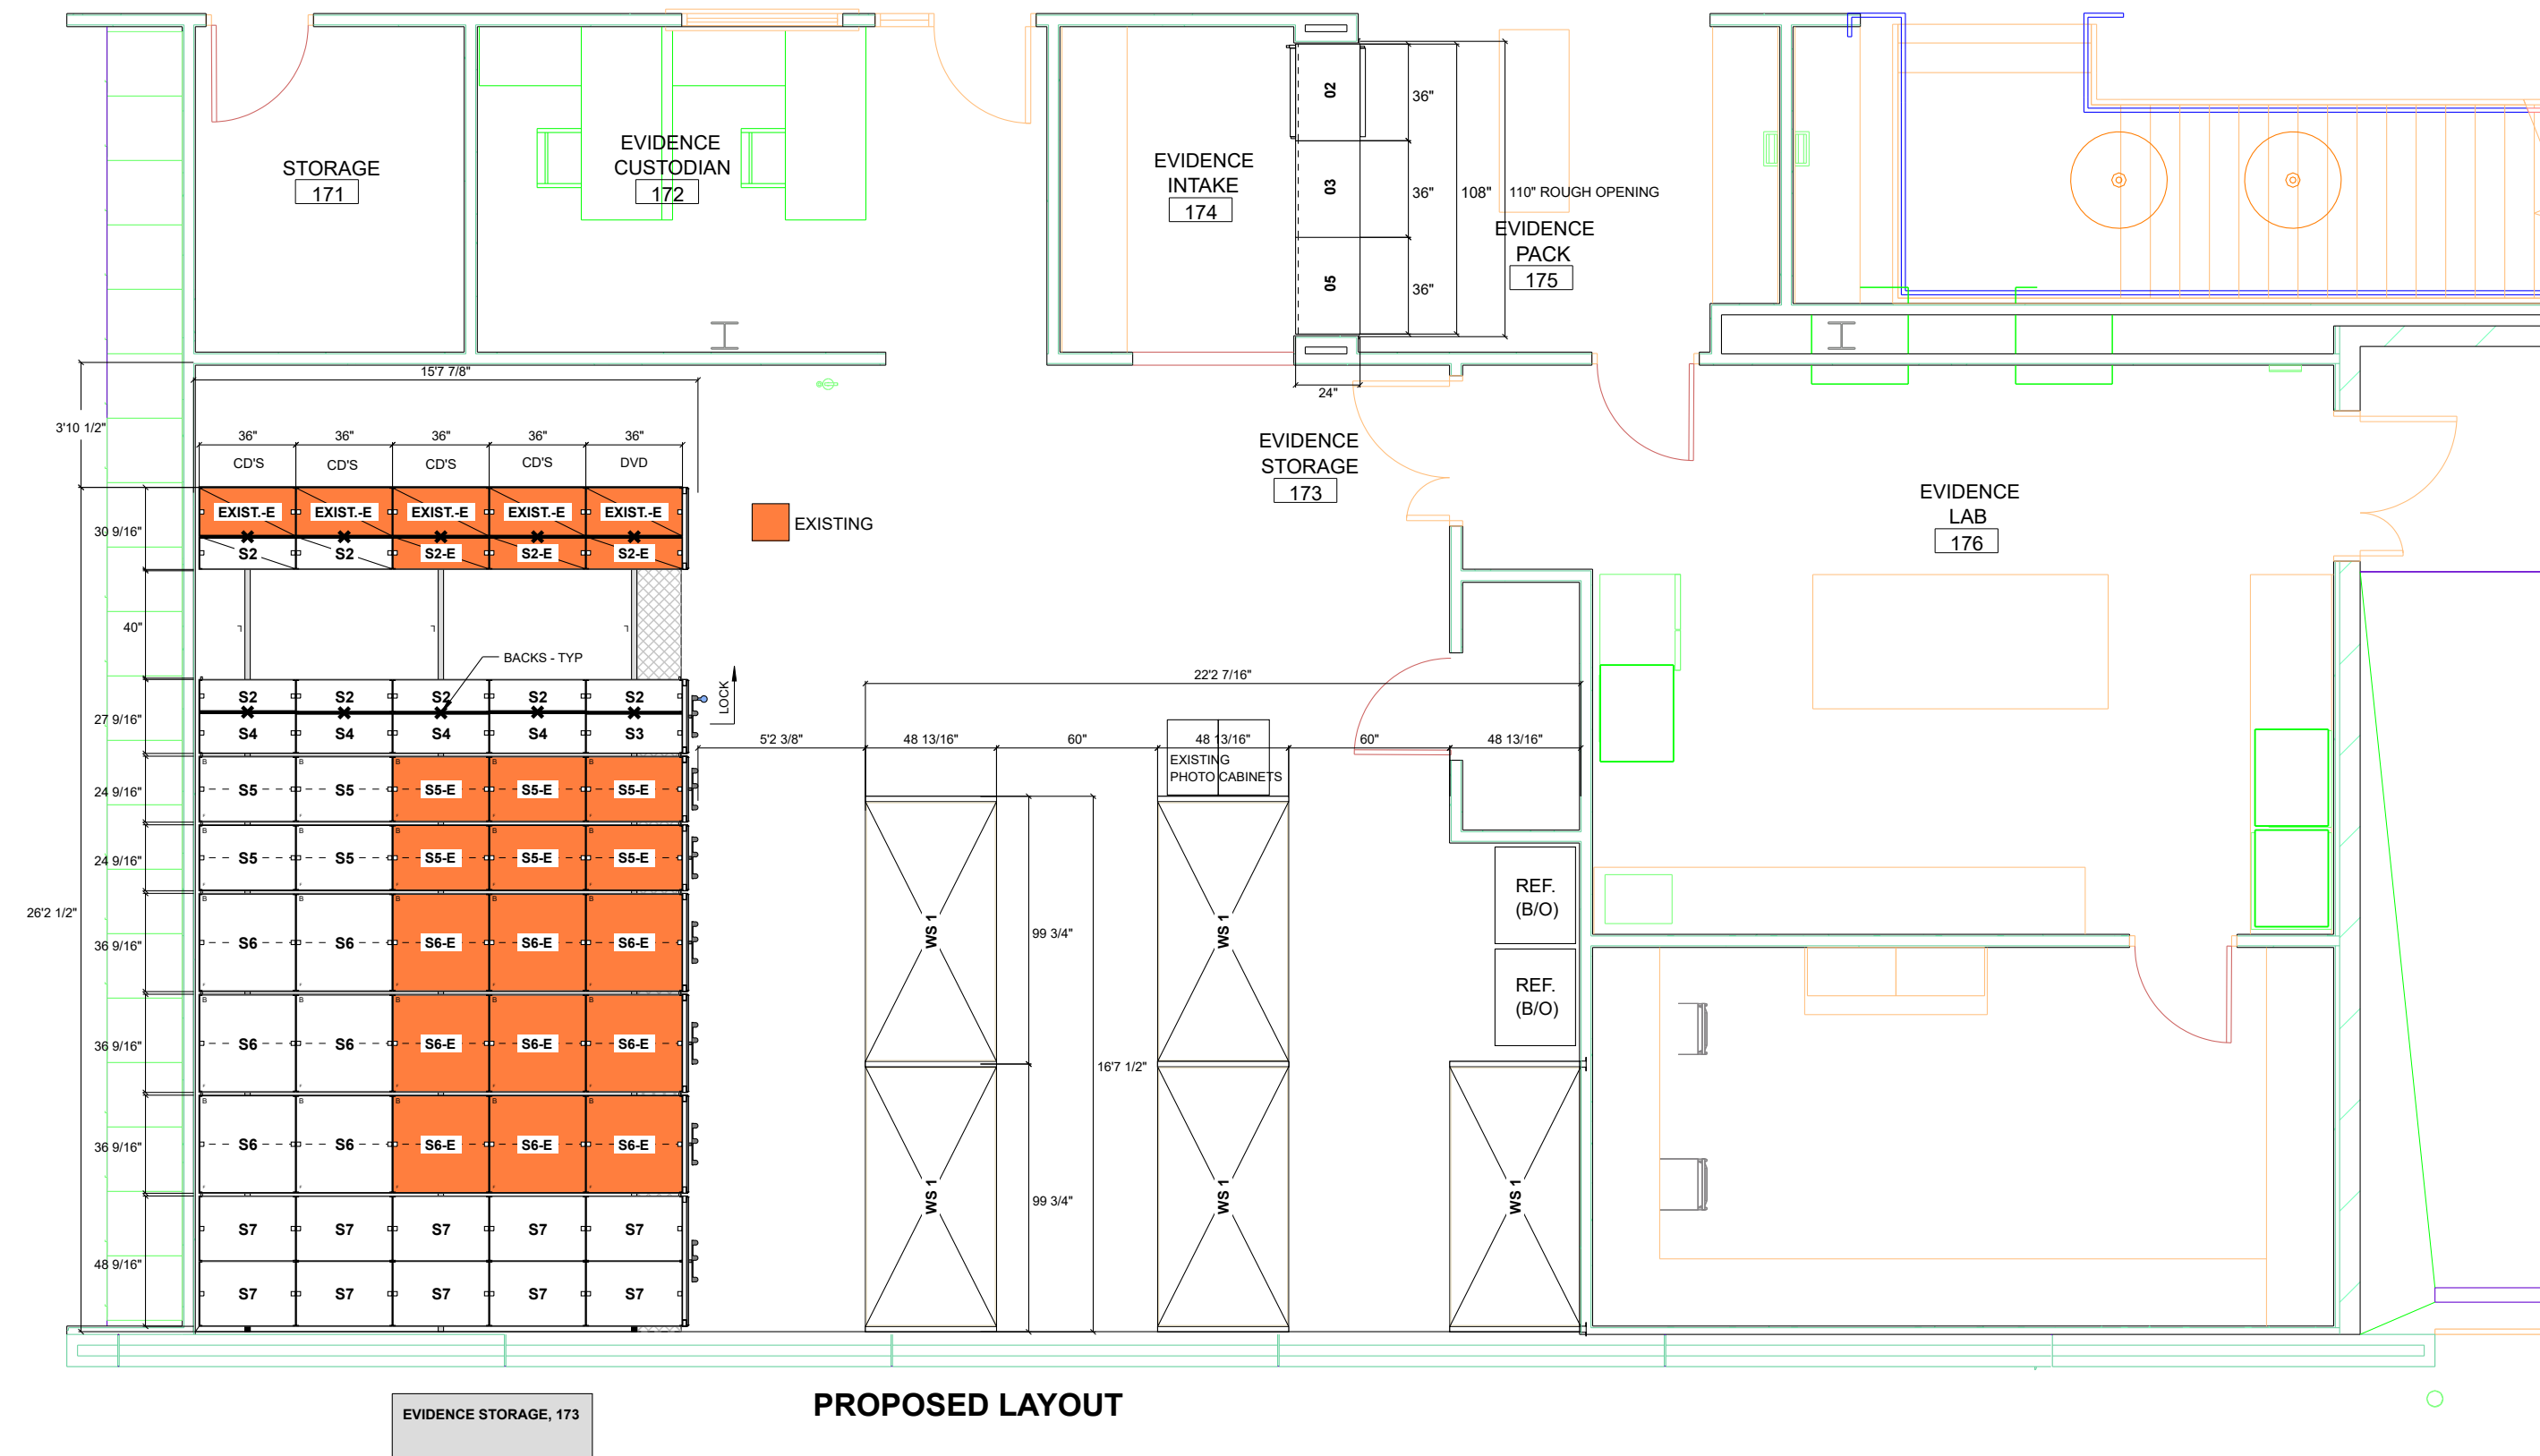 STORAGE
171
EVIDENCE
CUSTODIAN
172
EVIDENCE
INTAKE
174
02
03
05
36"
36"
36"
108"
110" ROUGH OPENING
EVIDENCE
PACK
175
24"
15'7 7/8"
3'10 1/2"
36" 36" 36" 36" 36"
CD'S CD'S CD'S CD'S DVD
EVIDENCE
STORAGE
173
EVIDENCE
LAB
176
EXIST.-E EXIST.-E EXIST.-E EXIST.-E EXIST.-E
EXISTING
30 9/16"
S2 S2 S2-E S2-E S2-E
40"
BACKS - TYP
LOCK
22'2 7/16"
S2 S2 S2 S2 S2
27 9/16"
S4 S4 S4 S4 S3
5'2 3/8" 48 13/16" 60" 48 13/16" 60" 48 13/16"
EXISTING
PHOTO CABINETS
B B B B B
24 9/16"
S5 S5 S5-E S5-E S5-E
B B B B B
24 9/16"
S5 S5 S5-E S5-E S5-E
26'2 1/2"
B B B B B
36 9/16"
S6 S6 S6-E S6-E S6-E
WS 1
WS 1
99 3/4"
REF.
(B/O)
REF.
(B/O)
B B B B B
36 9/16"
S6 S6 S6-E S6-E S6-E
16'7 1/2"
B B B B B
36 9/16"
S6 S6 S6-E S6-E S6-E
WS 1
WS 1
WS 1
99 3/4"
S7 S7 S7 S7 S7
48 9/16"
S7 S7 S7 S7 S7
PROPOSED LAYOUT
EVIDENCE STORAGE, 173